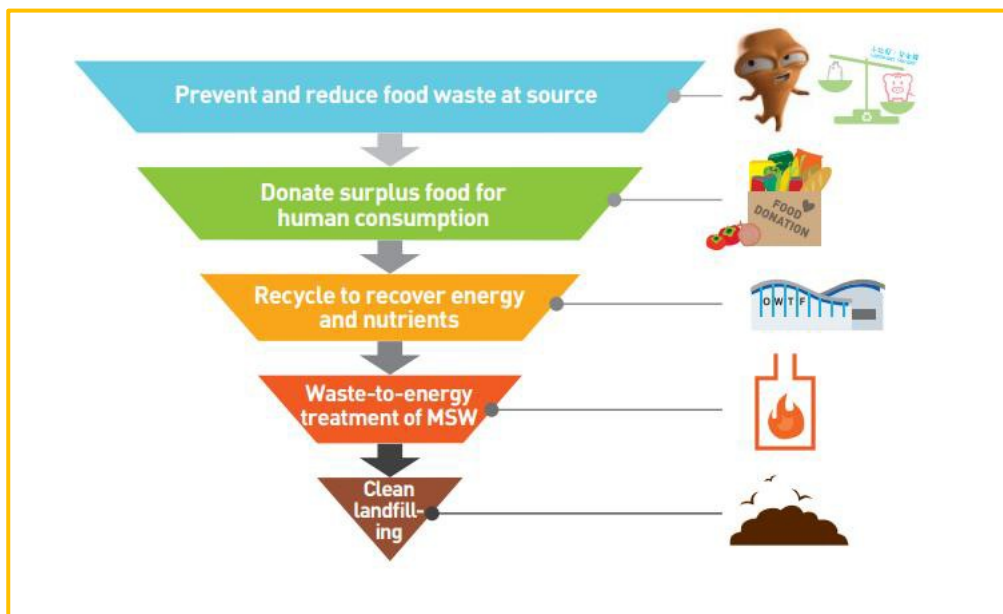 Prevent and reduce food waste at source
Donate surplus food for
human consumption
FOOD
DONATION
Recycle to recover energy
and nutrients
OWTF
Waste-to-energy
treatment of MSW
Clean
landfill-
ing